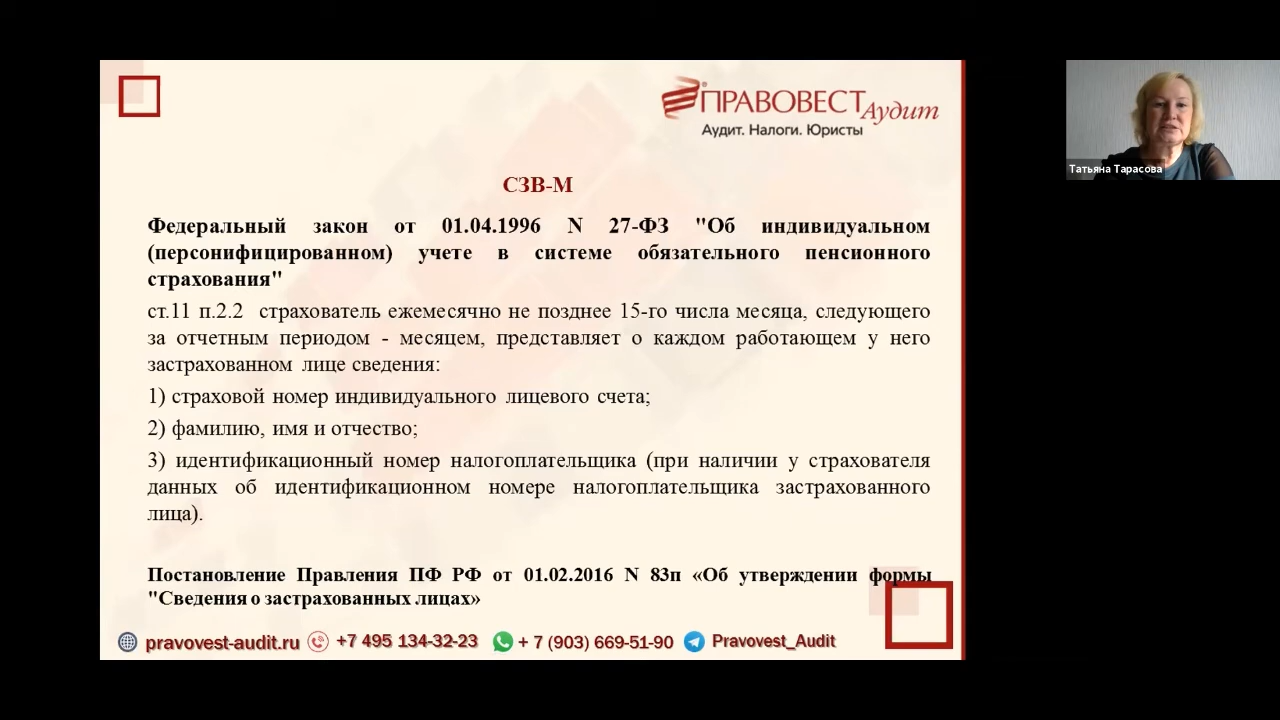 ПРАВОВЕСТ Аудит
Аудит. Налоги. Юристы
Татьяна Тарасова
СЗВ-М
Федеральный закон от 01.04.1996 N 27-ФЗ "Об индивидуальном
(персонифицированном) учете в системе обязательного пенсионного
страхования"
ст.11 п.2.2 страхователь ежемесячно не позднее 15-го числа месяца, следующего
за отчетным периодом - месяцем, представляет о каждом работающем у него
застрахованном лице сведения:
1) страховой номер индивидуального лицевого счета;
2) фамилию, имя и отчество;
3) идентификационный номер налогоплательщика (при наличии у страхователя
данных об идентификационном номере налогоплательщика застрахованного
лица).
Постановление Правления ПФ РФ от 01.02.2016 N 83п «Об утверждении формы
"Сведения о застрахованных лицах»
pravovest-audit.ru +7 495 134-32-23 + 7 (903) 669-51-90 Pravovest_Audit